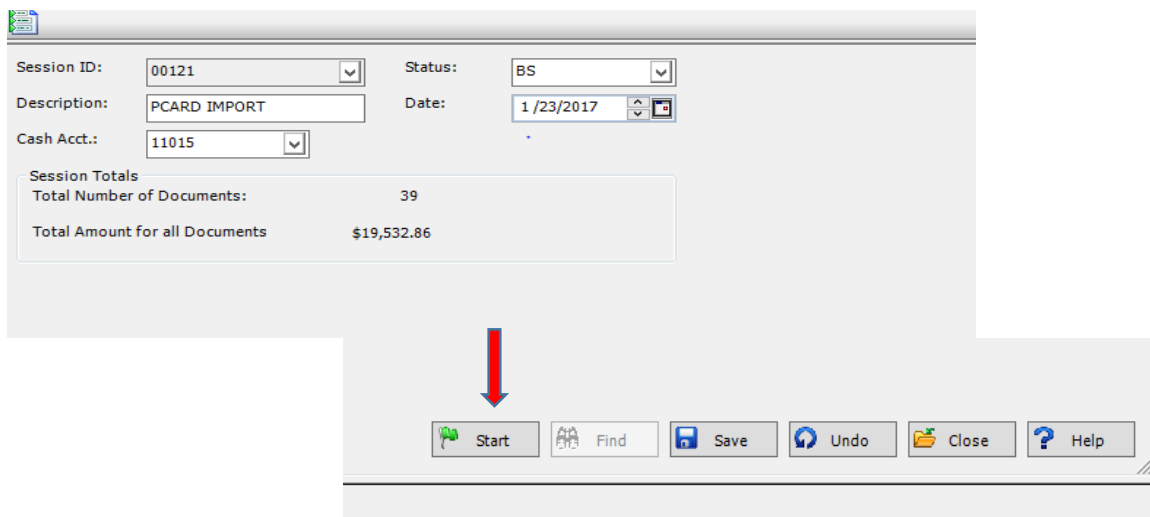 Session ID: 00121 Status: BS
Description: PCARD IMPORT Date: 1 /23/2017
Cash Acct.: 11015
Session Totals
Total Number of Documents: 39
Total Amount for all Documents $19,532.86
Start Find Save Undo Close Help